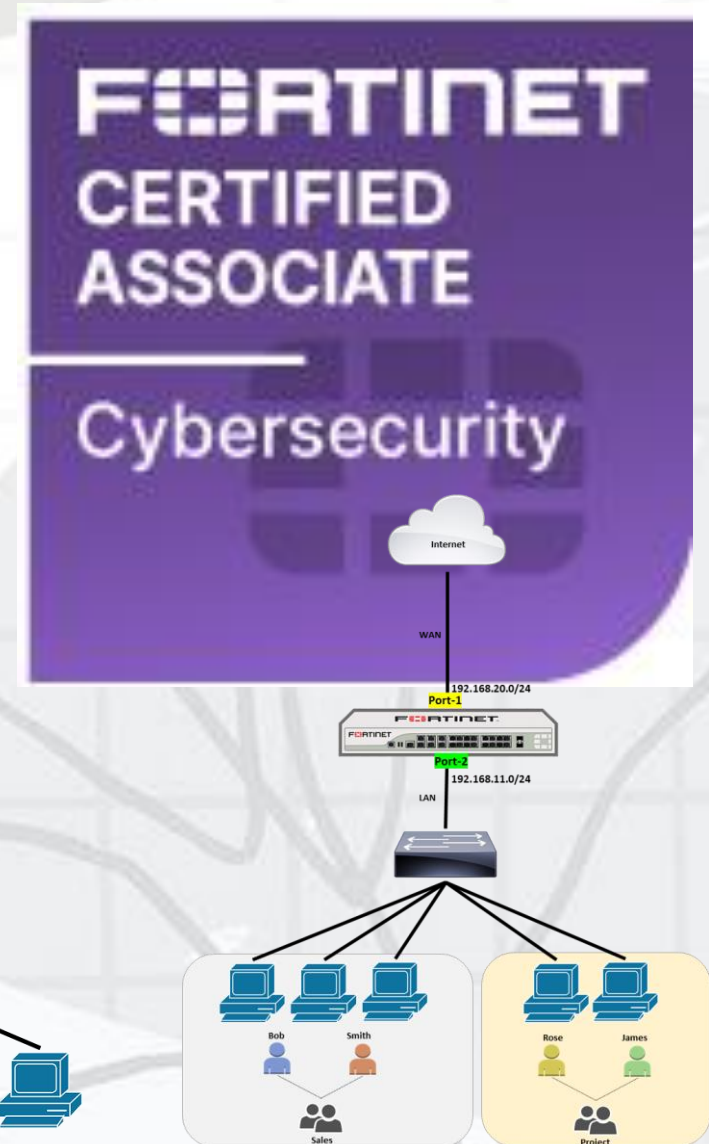 FORTINET
CERTIFIED
ASSOCIATE
Cybersecurity
Internet
WAN
192.168.20.0/24
Port-1
FORTINET
FORTINET
Port-2
192.168.11.0/24
LAN
Bob Smith Rose James
Sales Project